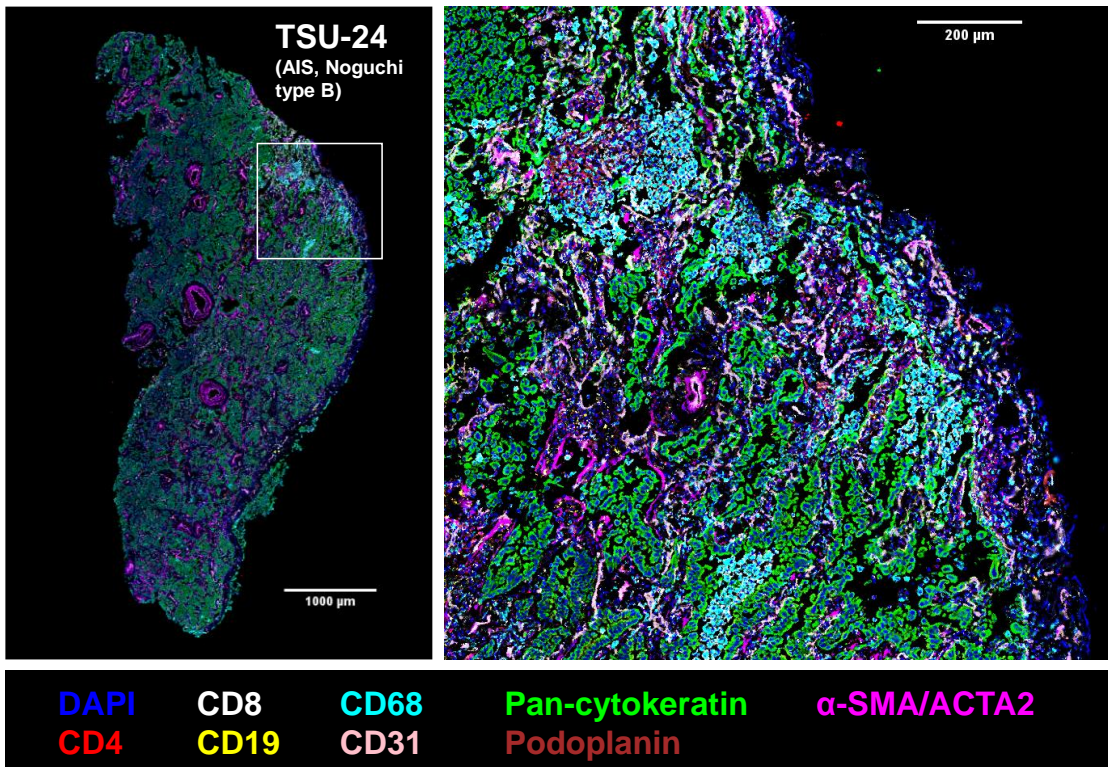 TSU-24
(AIS, Noguchi
type B)
1000 µm
200 µm
DAPI CD8 CD68 Pan-cytokeratin α-SMA/ACTA2
CD4 CD19 CD31 Podoplanin